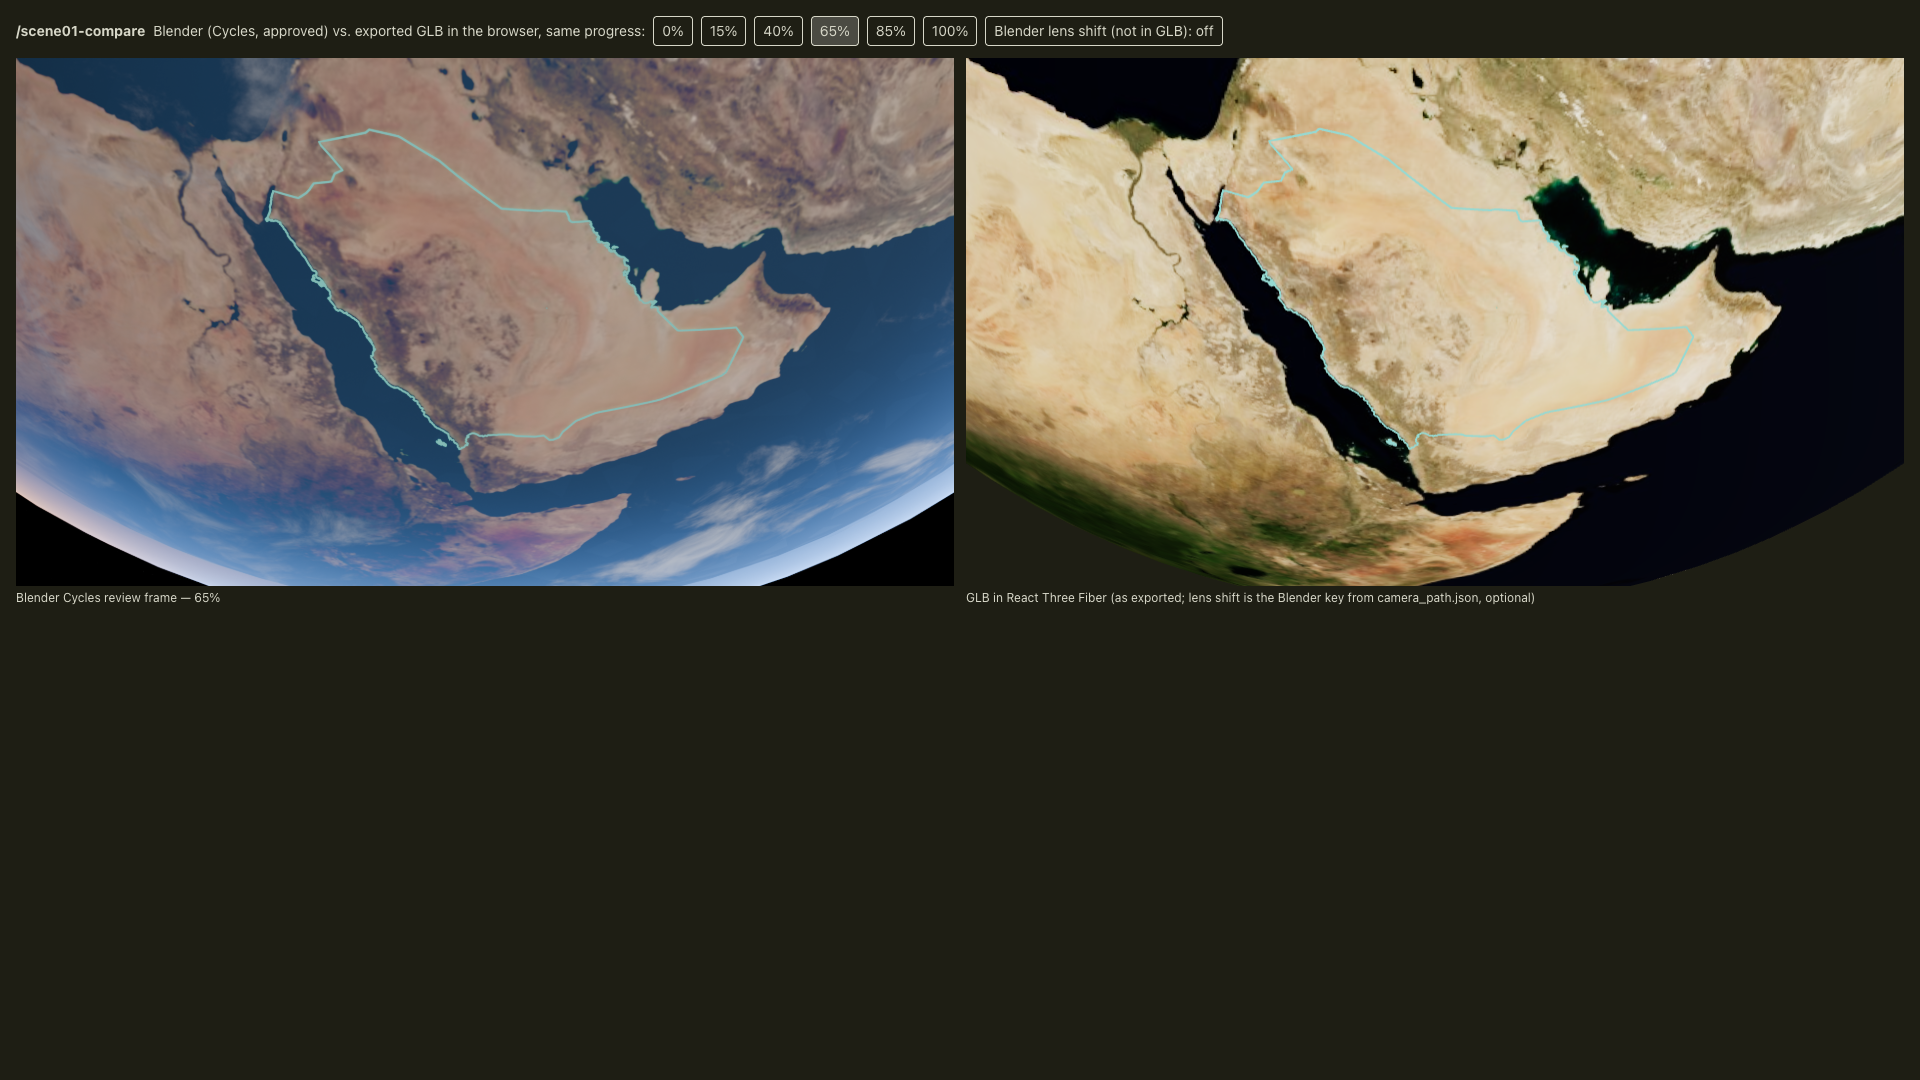 /scene01-compare Blender (Cycles, approved) vs. exported GLB in the browser, same progress: 0% 15% 40% 65% 85% 100% Blender lens shift (not in GLB): off
Blender Cycles review frame — 65%
GLB in React Three Fiber (as exported; lens shift is the Blender key from camera_path.json, optional)